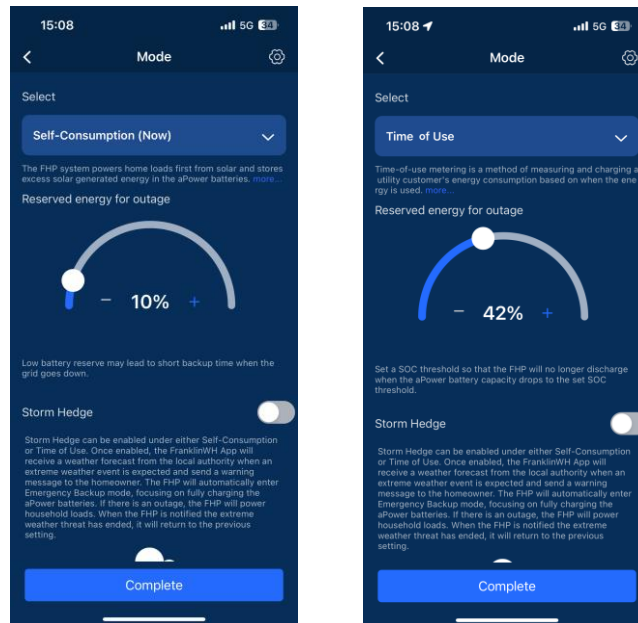 15:08
5G 34
Mode
Select
Self-Consumption (Now)
The FHP system powers home loads first from solar and stores
excess solar generated energy in the aPower batteries. more...
Reserved energy for outage
− 10% +
Low battery reserve may lead to short backup time when the
grid goes down.
Storm Hedge
Storm Hedge can be enabled under either Self-Consumption
or Time of Use. Once enabled, the FranklinWH App will
receive a weather forecast from the local authority when an
extreme weather event is expected and send a warning
message to the homeowner. The FHP will automatically enter
Emergency Backup mode, focusing on fully charging the
aPower batteries. If there is an outage, the FHP will power
household loads. When the FHP is notified the extreme
weather threat has ended, it will return to the previous
setting.
Complete
15:08
5G 34
Mode
Select
Time of Use
Time-of-use metering is a method of measuring and charging a
utility customer's energy consumption based on when the ene
rgy is used. more...
Reserved energy for outage
− 42% +
Set a SOC threshold so that the FHP will no longer discharge
when the aPower battery capacity drops to the set SOC
threshold.
Storm Hedge
Storm Hedge can be enabled under either Self-Consumption
or Time of Use. Once enabled, the FranklinWH App will
receive a weather forecast from the local authority when an
extreme weather event is expected and send a warning
message to the homeowner. The FHP will automatically enter
Emergency Backup mode, focusing on fully charging the
aPower batteries. If there is an outage, the FHP will power
household loads. When the FHP is notified the extreme
weather threat has ended, it will return to the previous
setting.
Complete